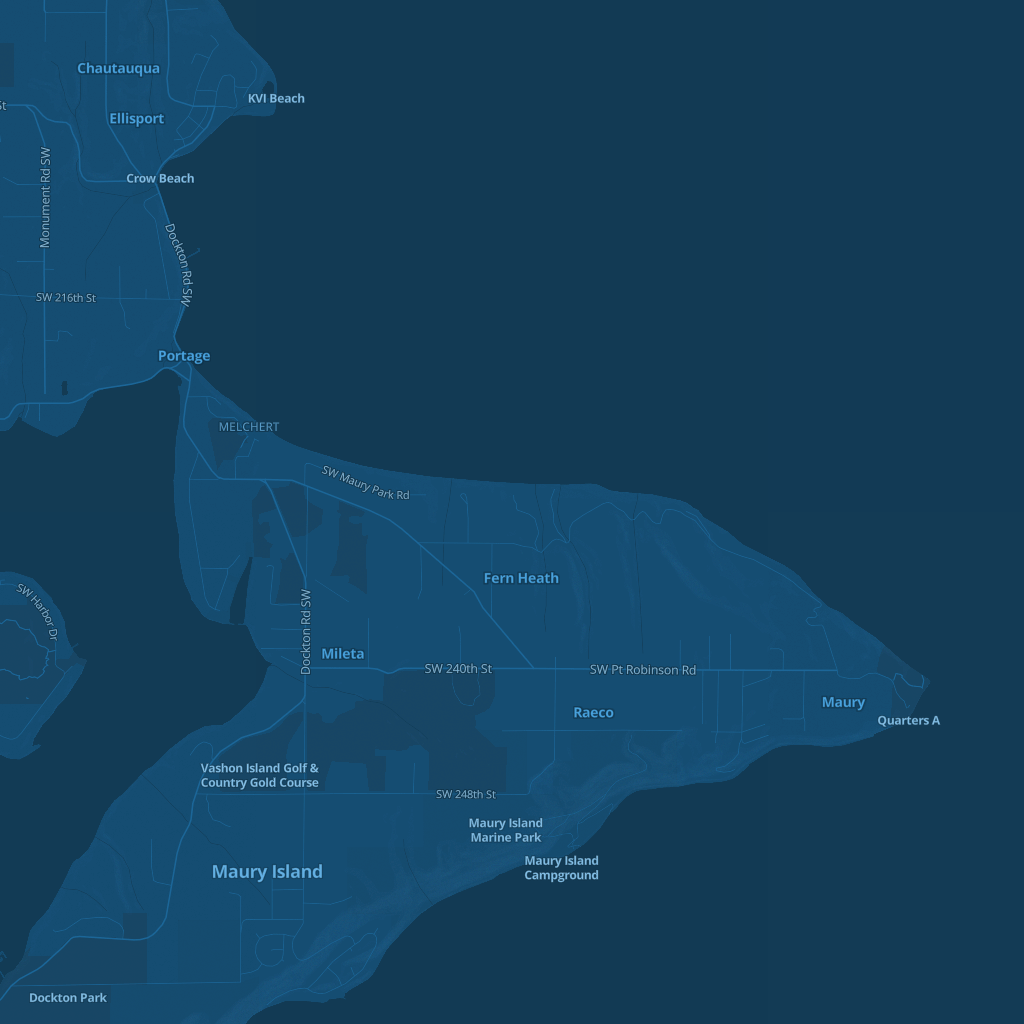 Chautauqua
KVI Beach
St
Ellisport
Crow Beach
Monument Rd SW
Dockton Rd SW
SW 216th St
Portage
MELCHERT
SW Maury Park Rd
Fern Heath
SW Harbor Dr
Dockton Rd SW
Mileta
SW 240th St
SW Pt Robinson Rd
Maury
Raeco
Quarters A
Vashon Island Golf &
Country Gold Course
SW 248th St
Maury Island
Marine Park
Maury Island
Campground
Maury Island
Dockton Park